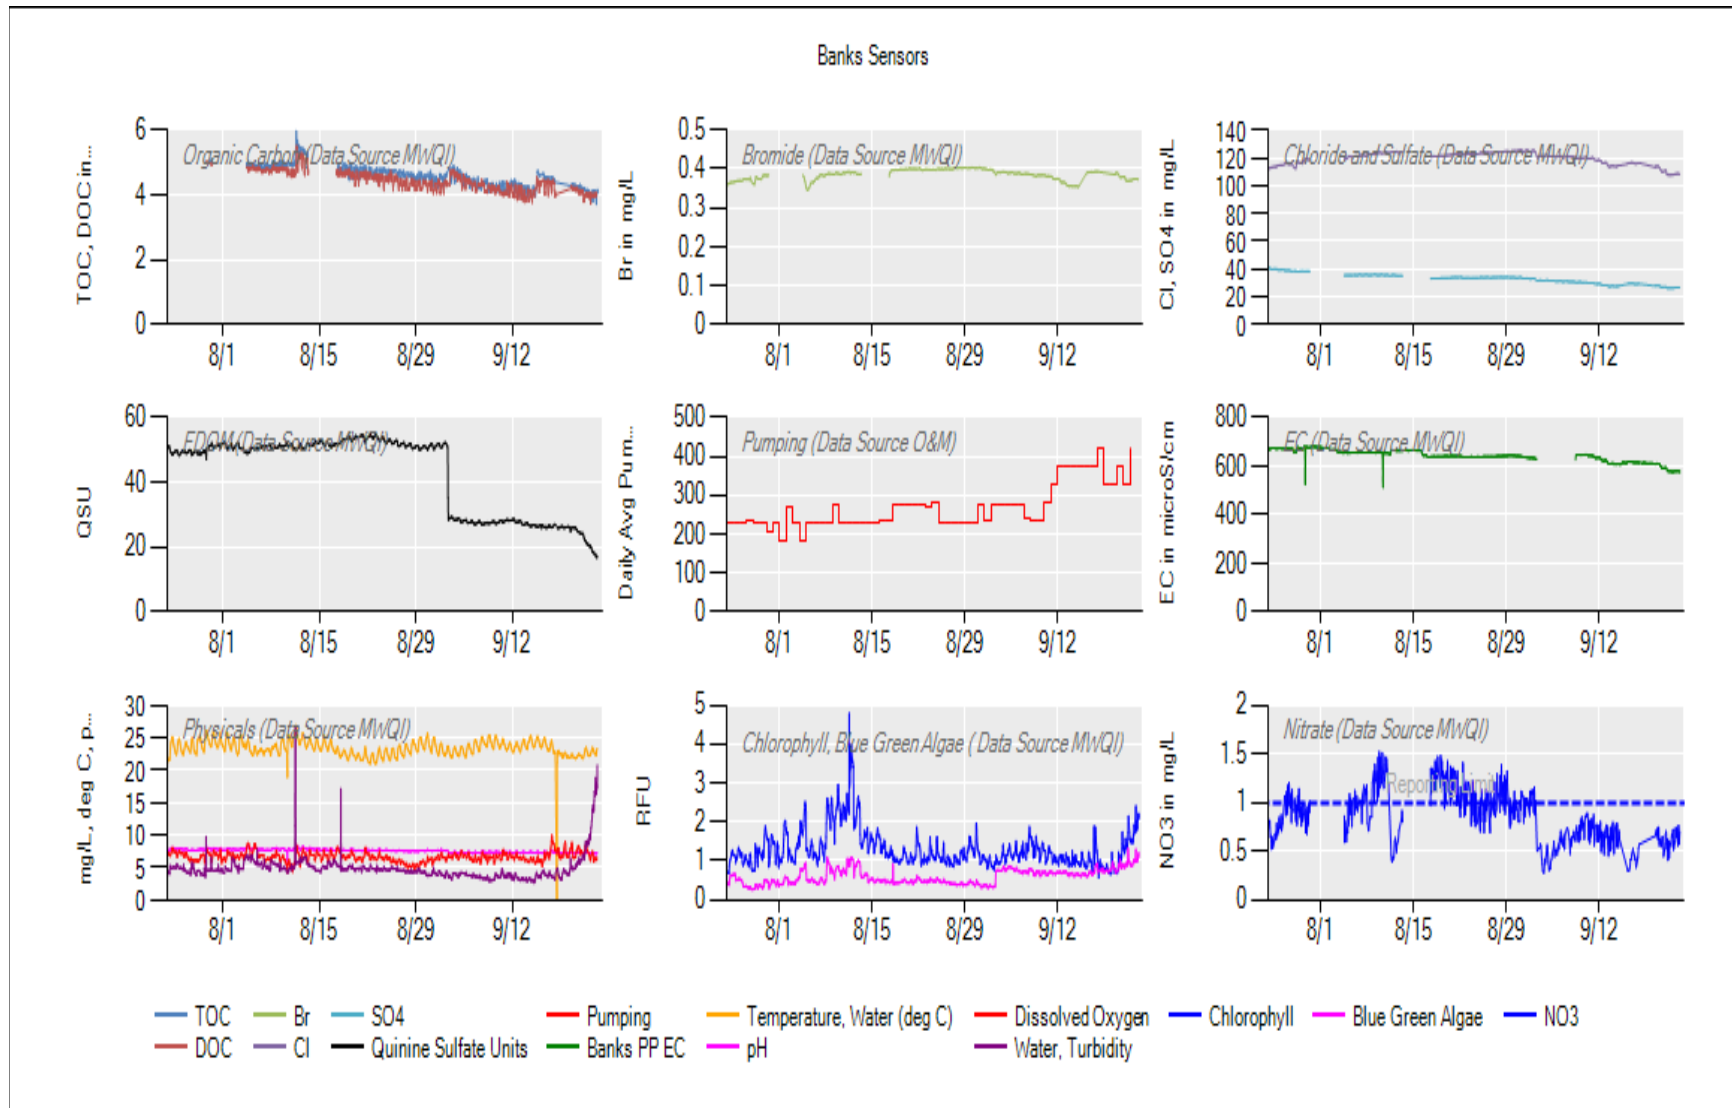 Banks Sensors
TOC, DOC in...
6
4
2
0
Organic Carbon (Data Source MWQI)
8/1 8/15 8/29 9/12
Br in mg/L
0.5
0.4
0.3
0.2
0.1
0
Bromide (Data Source MWQI)
8/1 8/15 8/29 9/12
Cl, SO4 in mg/L
140
120
100
80
60
40
20
0
Chloride and Sulfate (Data Source MWQI)
8/1 8/15 8/29 9/12
QSU
60
40
20
0
FDOM (Data Source MWQI)
8/1 8/15 8/29 9/12
Daily Avg Pum...
500
400
300
200
100
0
Pumping (Data Source O&M)
8/1 8/15 8/29 9/12
EC in microS/cm
800
600
400
200
0
EC (Data Source MWQI)
8/1 8/15 8/29 9/12
mg/L, deg C, p...
30
25
20
15
10
5
0
Physicals (Data Source MWQI)
8/1 8/15 8/29 9/12
RFU
5
4
3
2
1
0
Chlorophyll, Blue Green Algae ( Data Source MWQI)
8/1 8/15 8/29 9/12
NO3 in mg/L
2
1.5
1
0.5
0
Nitrate (Data Source MWQI)
Reporting Limit
8/1 8/15 8/29 9/12
TOC Br SO4 Pumping Temperature, Water (deg C) Dissolved Oxygen Chlorophyll Blue Green Algae NO3
DOC Cl Quinine Sulfate Units Banks PP EC pH Water, Turbidity